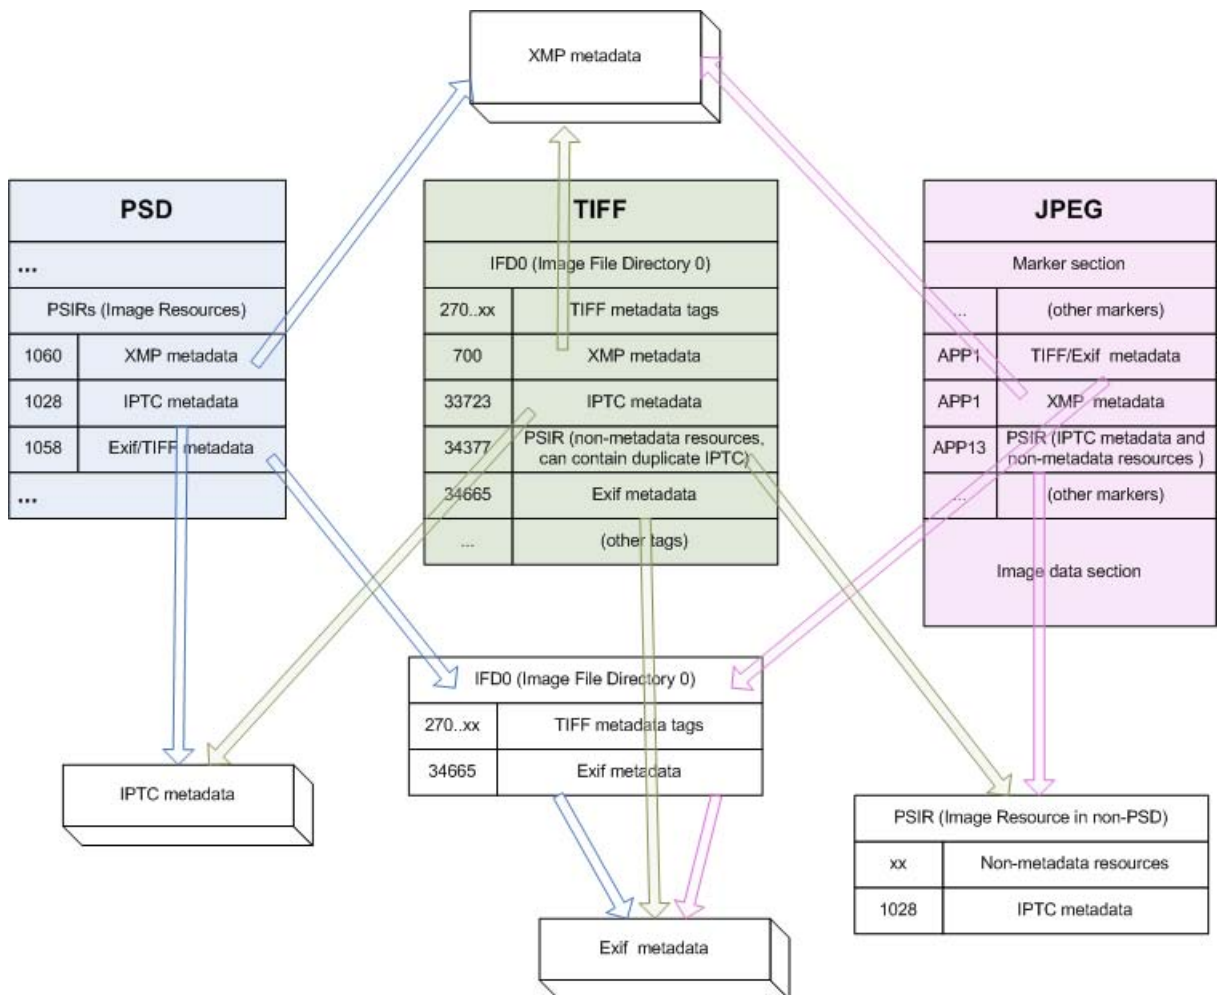 XMP metadata
PSD
...
PSIRs (Image Resources)
1060 XMP metadata
1028 IPTC metadata
1058 Exif/TIFF metadata
...
TIFF
IFD0 (Image File Directory 0)
270..xx TIFF metadata tags
700 XMP metadata
33723 IPTC metadata
34377 PSIR (non-metadata resources,
can contain duplicate IPTC)
34665 Exif metadata
... (other tags)
JPEG
Marker section
... (other markers)
APP1 TIFF/Exif metadata
APP1 XMP metadata
APP13 PSIR (IPTC metadata and
non-metadata resources )
... (other markers)
Image data section
IFD0 (Image File Directory 0)
270..xx TIFF metadata tags
34665 Exif metadata
IPTC metadata
PSIR (Image Resource in non-PSD)
xx Non-metadata resources
1028 IPTC metadata
Exif metadata